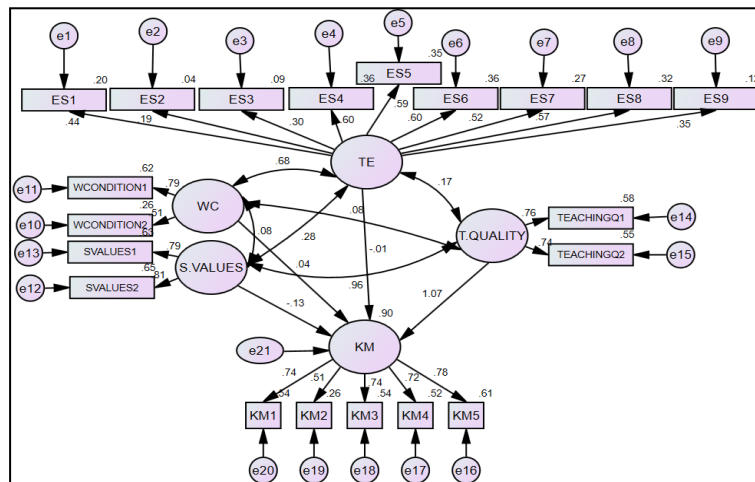 e1 e2 e3 e4 e5 e6 e7 e8 e9
.20 .04 .09 .36 .35 .36 .27 .32
ES1 ES2 ES3 ES4 ES5 ES6 ES7 ES8 ES9
.44 .19 .30 .60 .59 .60 .52 .57 .35
TE
.68 .17
e11 WCONDITION1 .62 .79
WC
e10 WCONDITION2 .26 .51
.08 .08
.28 -.01
e13 SVALUES1 .63 .79
S.VALUES
.04
e12 SVALUES2 .65 .81
T.QUALITY
.76 TEACHINGQ1 .58 e14
.74 TEACHINGQ2 .55 e15
-.13 .96 1.07
.90
e21 KM
.74 .51 .74 .72 .78
.54 .26 .54 .52 .61
KM1 KM2 KM3 KM4 KM5
e20 e19 e18 e17 e16